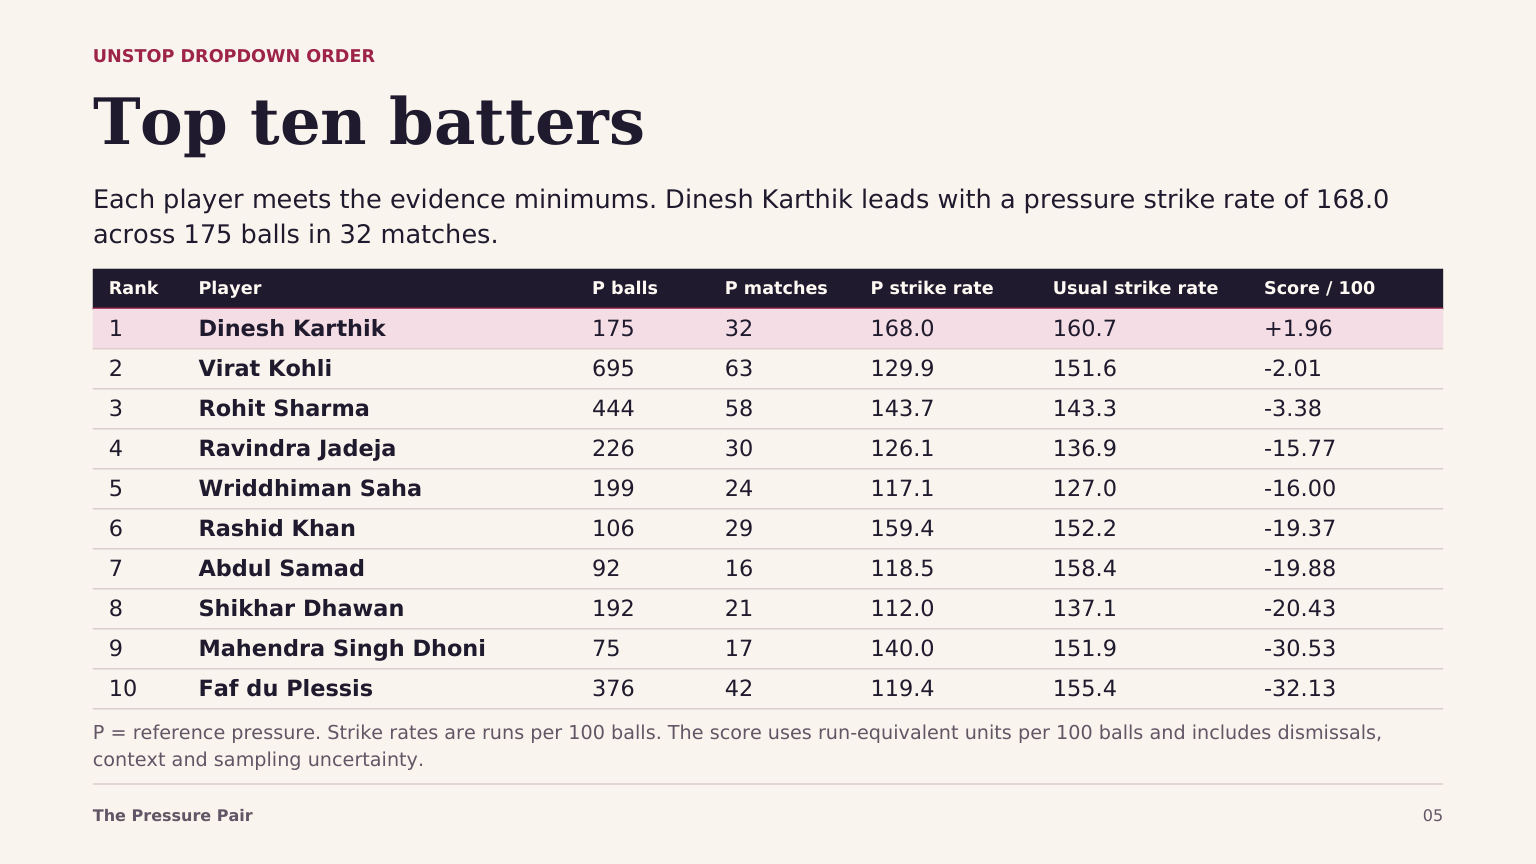 UNSTOP DROPDOWN ORDER
Top ten batters
Each player meets the evidence minimums. Dinesh Karthik leads with a pressure strike rate of 168.0
across 175 balls in 32 matches.
Rank Player P balls P matches P strike rate Usual strike rate Score / 100
1 Dinesh Karthik 175 32 168.0 160.7 +1.96
2 Virat Kohli 695 63 129.9 151.6 -2.01
3 Rohit Sharma 444 58 143.7 143.3 -3.38
4 Ravindra Jadeja 226 30 126.1 136.9 -15.77
5 Wriddhiman Saha 199 24 117.1 127.0 -16.00
6 Rashid Khan 106 29 159.4 152.2 -19.37
7 Abdul Samad 92 16 118.5 158.4 -19.88
8 Shikhar Dhawan 192 21 112.0 137.1 -20.43
9 Mahendra Singh Dhoni 75 17 140.0 151.9 -30.53
10 Faf du Plessis 376 42 119.4 155.4 -32.13
P = reference pressure. Strike rates are runs per 100 balls. The score uses run-equivalent units per 100 balls and includes dismissals,
context and sampling uncertainty.
The Pressure Pair 05